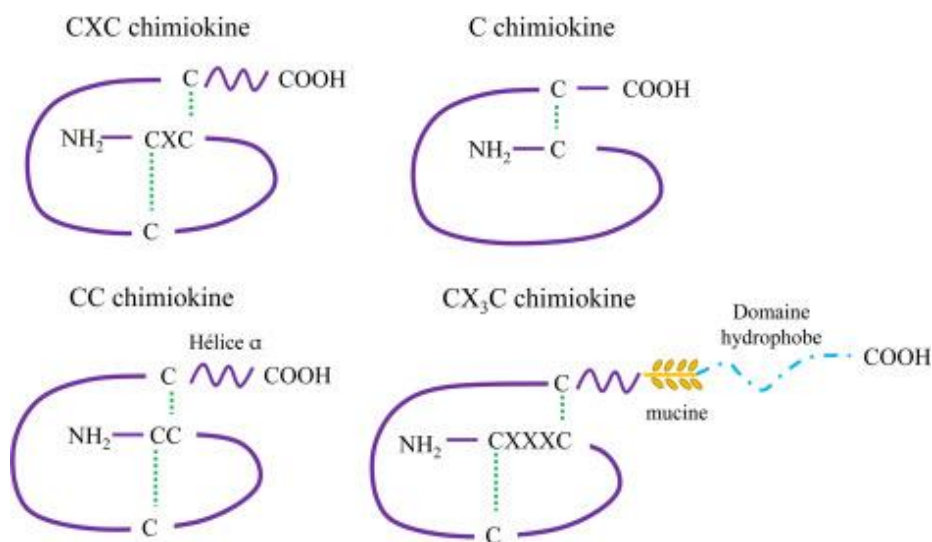 CXC chimiokine
C COOH
NH₂ CXC
C
C chimiokine
C COOH
NH₂ C
CC chimiokine
Hélice α
C COOH
NH₂ CC
C
CX₃C chimiokine
Domaine
hydrophobe
C COOH
mucine
NH₂ CXXXC
C